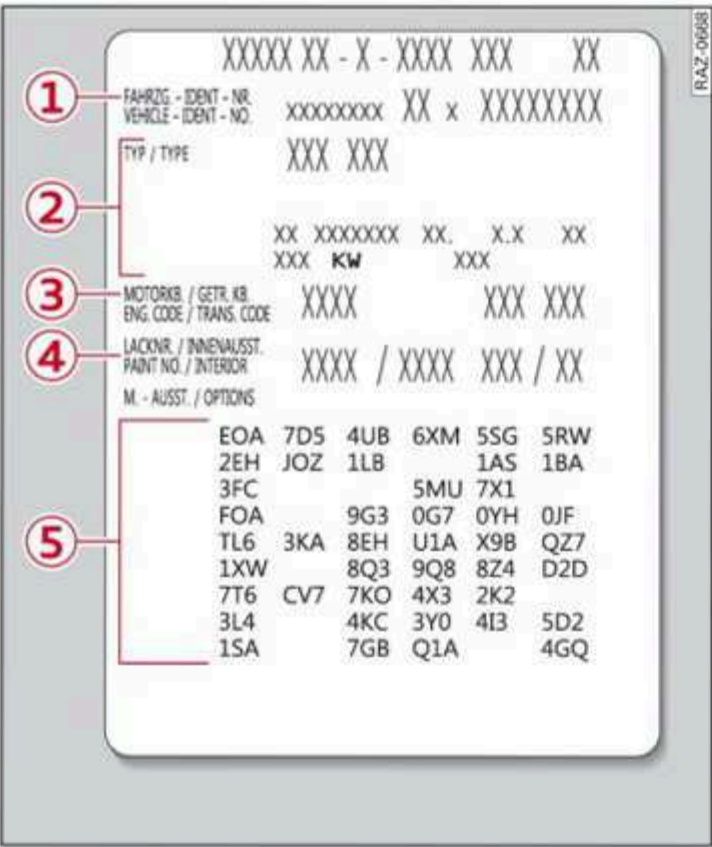 RAZ-0668
XXXXX XX - X - XXXX XXX XX
① FAHRZG. - IDENT - NR.
VEHICLE - IDENT - NO. XXXXXXXX XX X XXXXXXXX
TYP / TYPE XXX XXX
②
XX XXXXXXX XX. X.X XX
XXX KW XXX
③ MOTORKB. / GETR. KB.
ENG. CODE / TRANS. CODE XXXX XXX XXX
④ LACKNR. / INNENAUSST.
PAINT NO. / INTERIOR XXXX / XXXX XXX / XX
M. - AUSST. / OPTIONS
EOA 7D5 4UB 6XM 5SG 5RW
2EH JOZ 1LB 1AS 1BA
3FC 5MU 7X1
FOA 9G3 0G7 0YH 0JF
⑤ TL6 3KA 8EH U1A X9B QZ7
1XW 8Q3 9Q8 8Z4 D2D
7T6 CV7 7KO 4X3 2K2
3L4 4KC 3Y0 4I3 5D2
1SA 7GB Q1A 4GQ